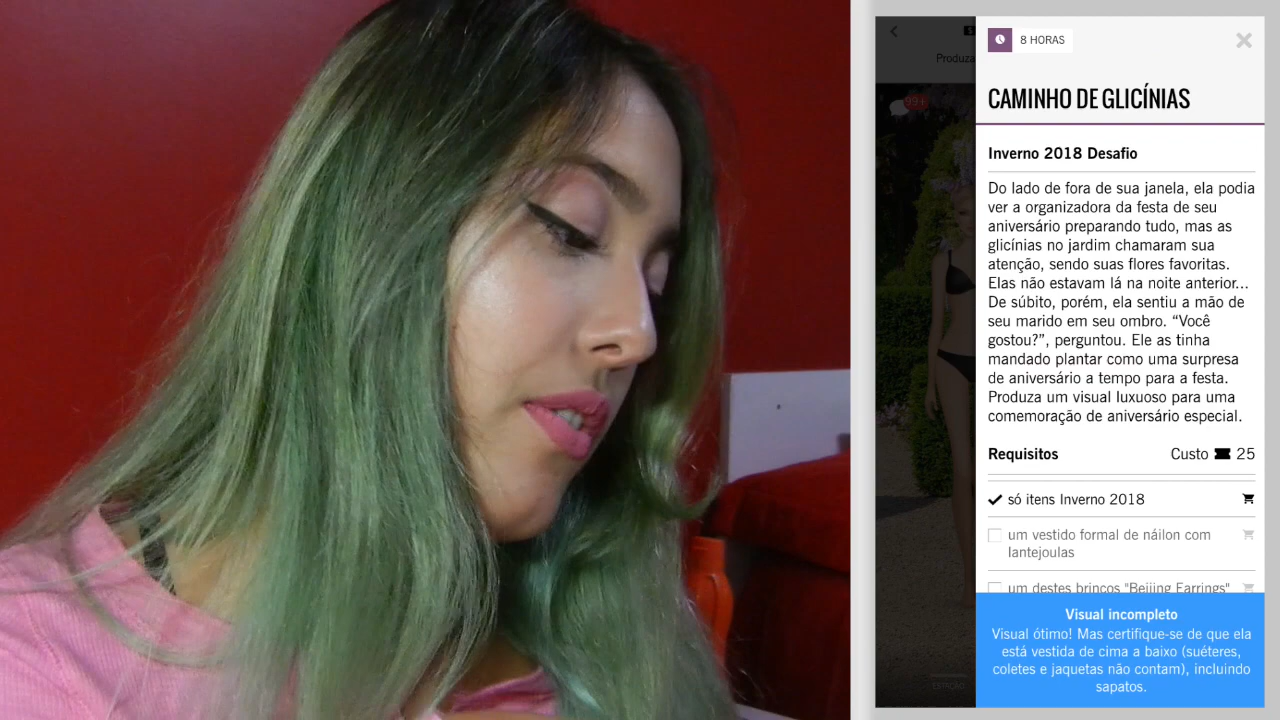 8 HORAS
Produza
99+
CAMINHO DE GLICÍNIAS
Inverno 2018 Desafio
Do lado de fora de sua janela, ela podia
ver a organizadora da festa de seu
aniversário preparando tudo, mas as
glicínias no jardim chamaram sua
atenção, sendo suas flores favoritas.
Elas não estavam lá na noite anterior...
De súbito, porém, ela sentiu a mão de
seu marido em seu ombro. “Você
gostou?”, perguntou. Ele as tinha
mandado plantar como uma surpresa
de aniversário a tempo para a festa.
Produza um visual luxuoso para uma
comemoração de aniversário especial.
Requisitos Custo 25
só itens Inverno 2018
um vestido formal de náilon com
lantejoulas
um destes brincos "Beijing Earrings"
Visual incompleto
Visual ótimo! Mas certifique-se de que ela
está vestida de cima a baixo (suéteres,
coletes e jaquetas não contam), incluindo
sapatos.